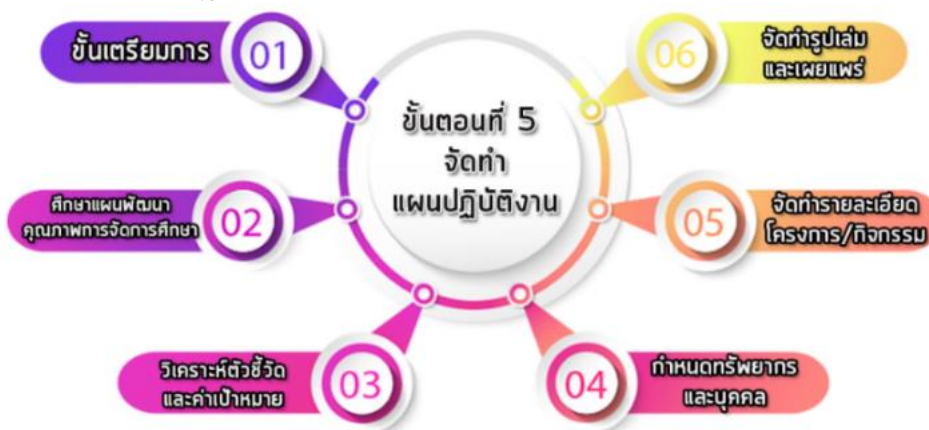 ขั้นตอนที่ 5
จัดทำ
แผนปฏิบัติงาน
01
ขั้นเตรียมการ
02
ศึกษาแผนพัฒนา
คุณภาพการจัดการศึกษา
03
วิเคราะห์ตัวชี้วัด
และค่าเป้าหมาย
04
กำหนดทรัพยากร
และบุคคล
05
จัดทำรายละเอียด
โครงการ/กิจกรรม
06
จัดทำรูปเล่ม
และเผยแพร่